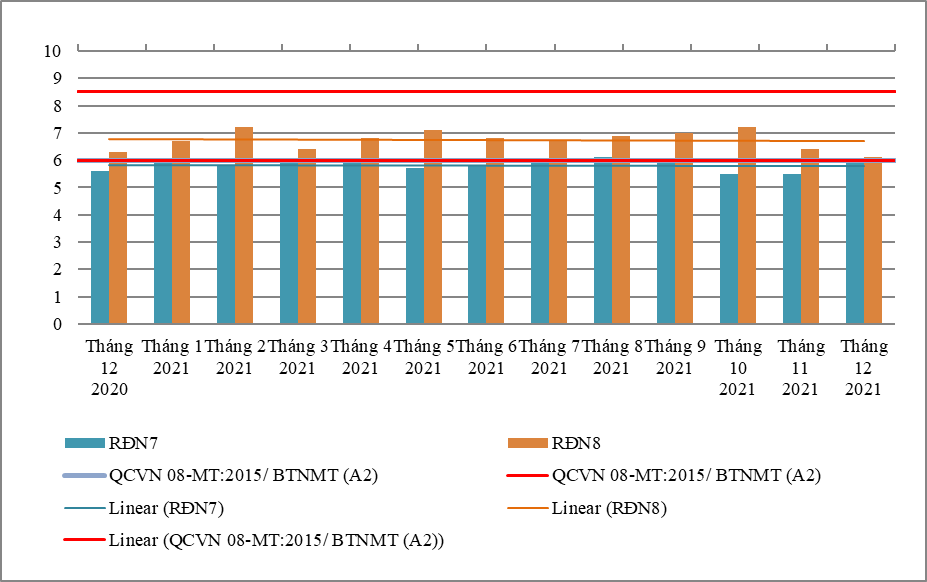 10
9
8
7
6
5
4
3
2
1
0
Tháng 12 2020
Tháng 1 2021
Tháng 2 2021
Tháng 3 2021
Tháng 4 2021
Tháng 5 2021
Tháng 6 2021
Tháng 7 2021
Tháng 8 2021
Tháng 9 2021
Tháng 10 2021
Tháng 11 2021
Tháng 12 2021
RĐN7
RĐN8
QCVN 08-MT:2015/ BTNMT (A2)
QCVN 08-MT:2015/ BTNMT (A2)
Linear (RĐN7)
Linear (RĐN8)
Linear (QCVN 08-MT:2015/ BTNMT (A2))